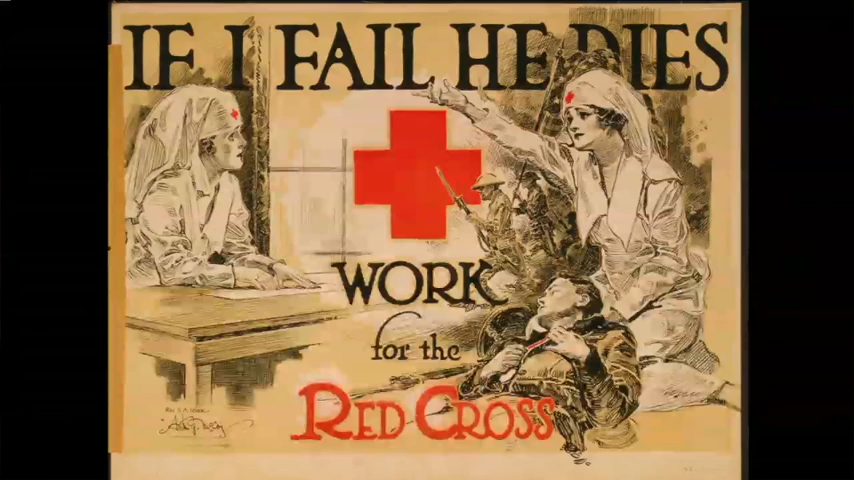 IF I FAIL HE DIES
WORK
for the
RED CROSS